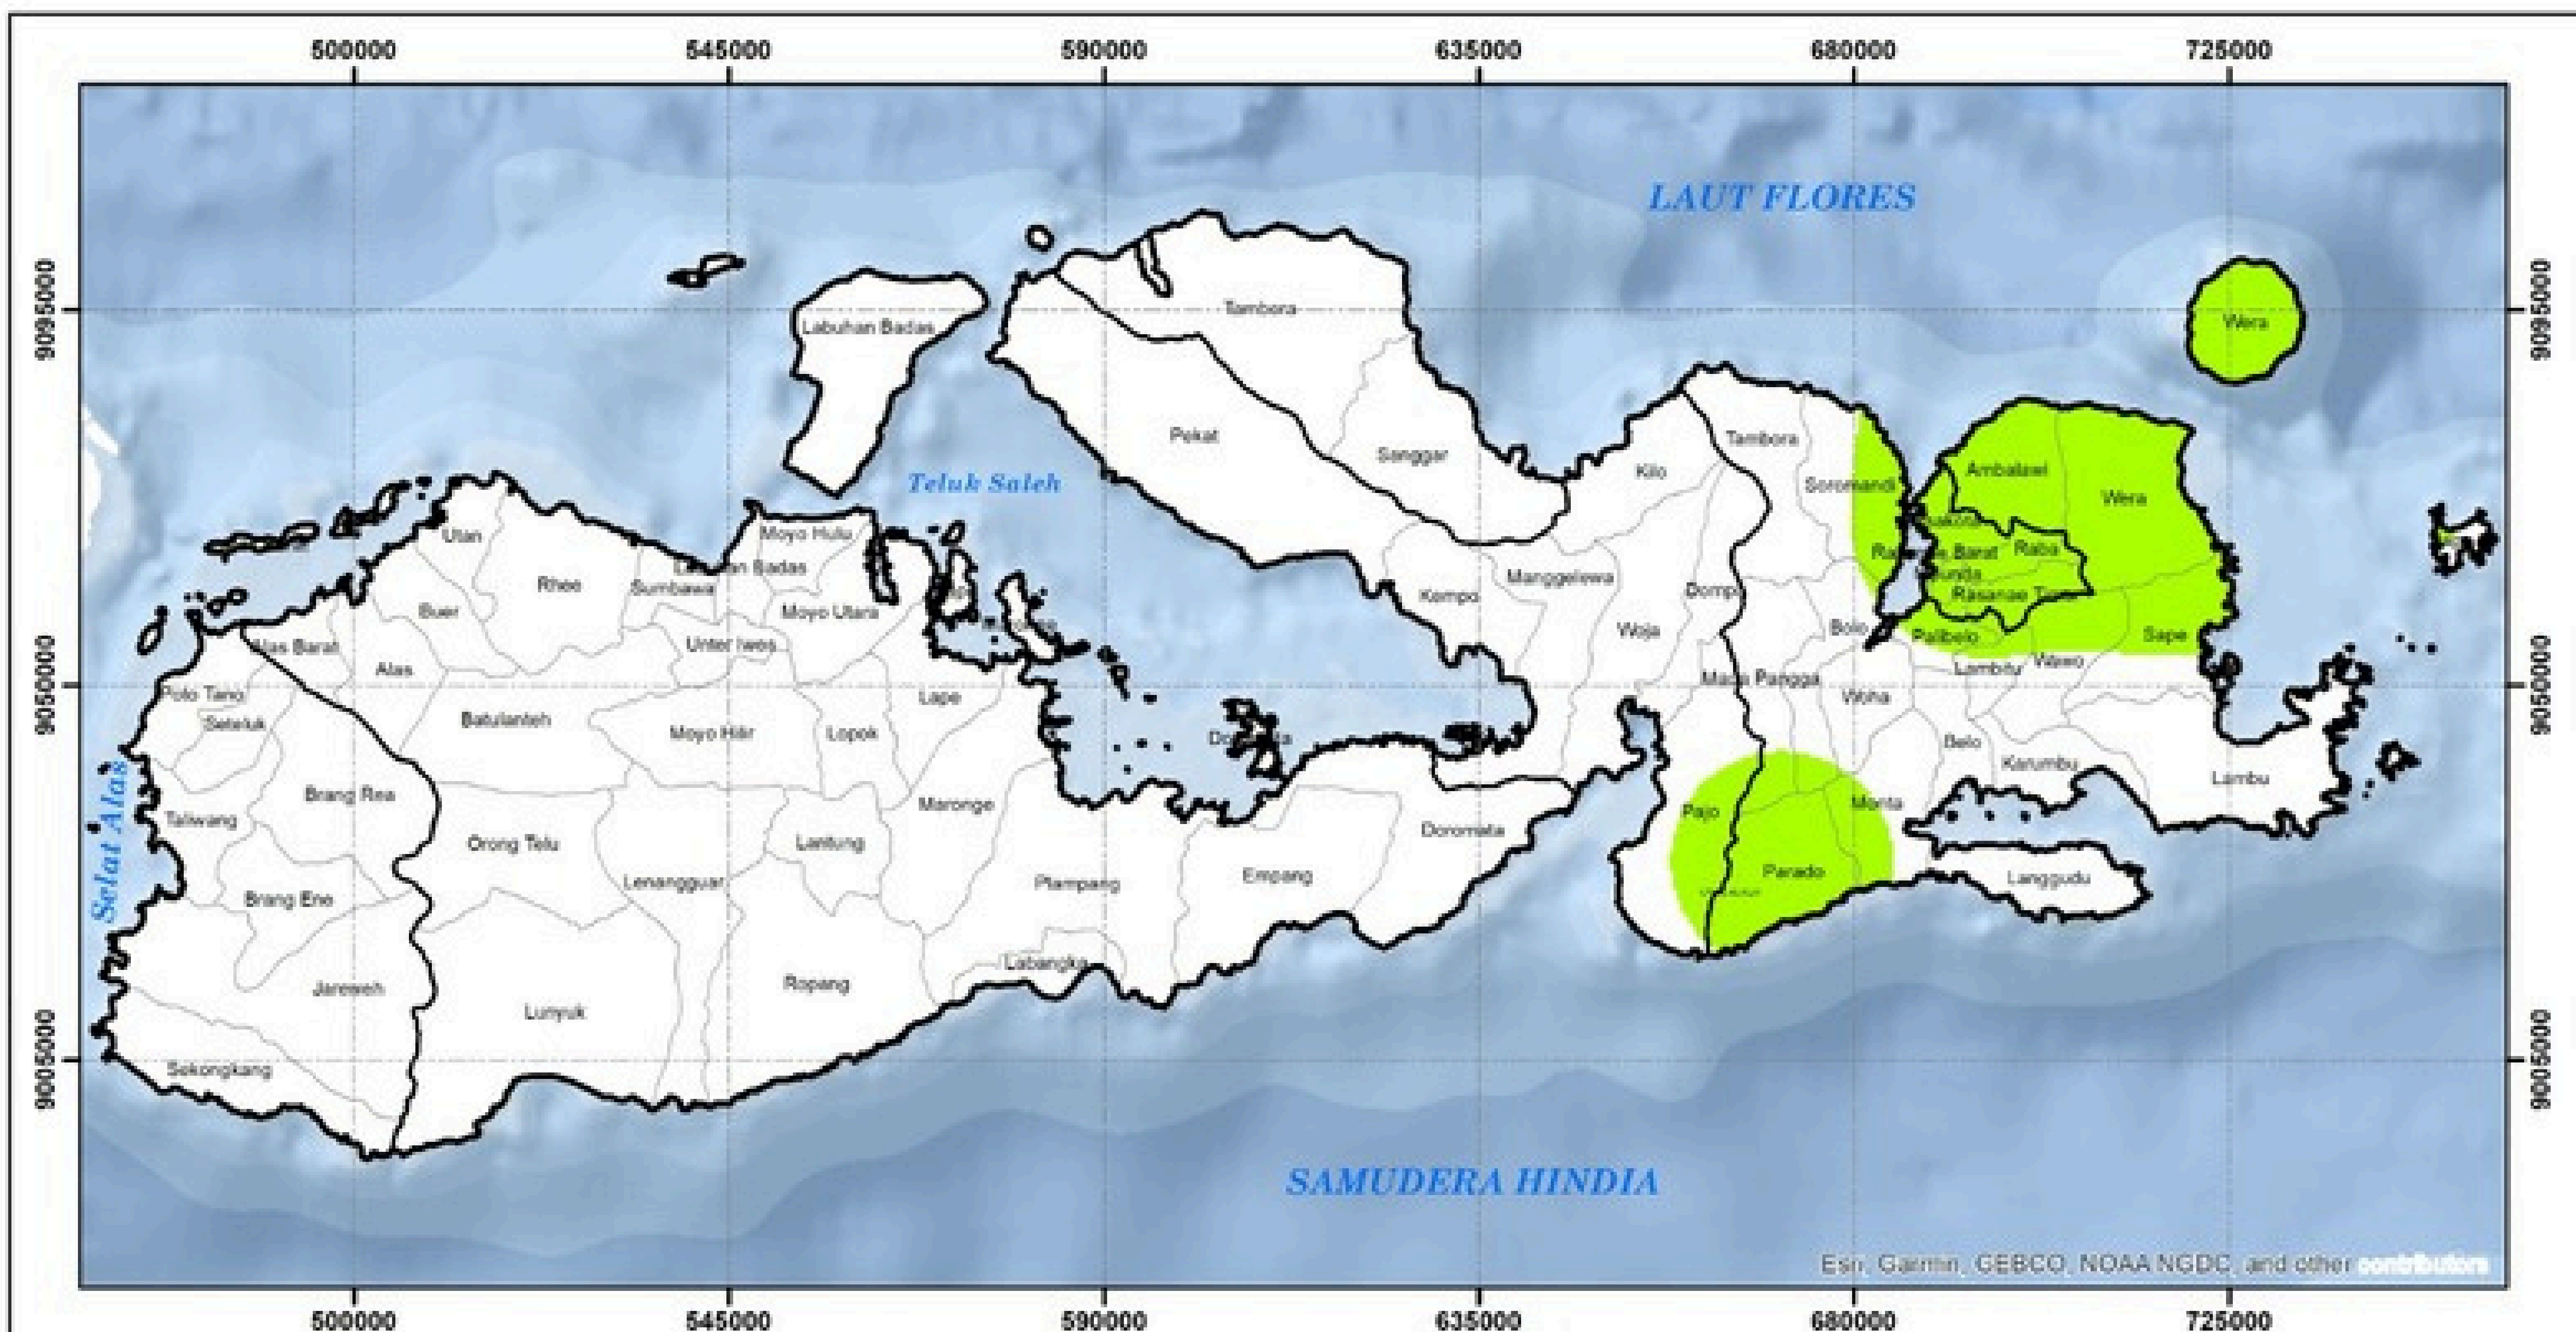 500000 545000 590000 635000 680000 725000
LAUT FLORES
9095000 9095000
Tambora
Labuhan Badas
Wera
Pekat
Tambora
Sanggar
Kilo
Ambalawi
Soromandi
Teluk Saleh
Wera
Utan
Moyo Hulu
Raba
Rhee
Sumbawa
Manggelewa
Kempo
Buer
Moyo Utara
Woja
Bolo
Palibelo
Sape
Alas Barat
Unter Iwes
Alas
Lambitu
Wawo
Mada Pangga
Poto Tano
Lape
Woha
9050000 9050000
Seteluk
Batulanteh
Moyo Hilir
Lopok
Belo
Karumbu
Lambu
Brang Rea
Maronge
Monta
Pajo
Taliwang
Selat Alas
Orong Telu
Lantung
Doromata
Lenangguar
Plampang
Empang
Parado
Langgudu
Brang Ene
Labangka
Jareweh
Ropang
Lunyuk
Sekongkang
9005000 9005000
SAMUDERA HINDIA
Esri, Garmin, GEBCO, NOAA NGDC, and other contributors
500000 545000 590000 635000 680000 725000